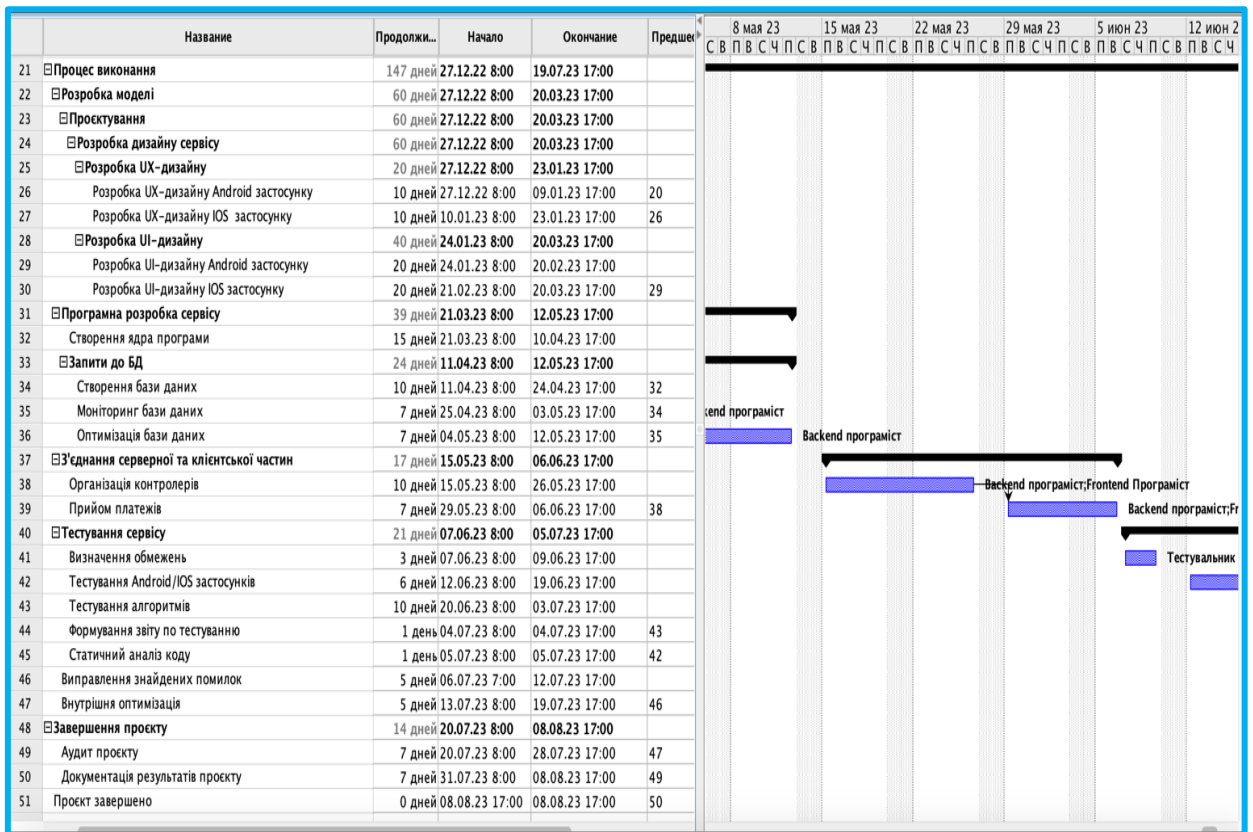 Название Продолжи... Начало Окончание Предшес
8 мая 23 15 мая 23 22 мая 23 29 мая 23 5 июн 23 12 июн 2
С В П В С Ч П С В П В С Ч П С В П В С Ч П С В П В С Ч П С В П В С Ч П С В П В С Ч
21 Процес виконання 147 дней 27.12.22 8:00 19.07.23 17:00
22 Розробка моделі 60 дней 27.12.22 8:00 20.03.23 17:00
23 Проєктування 60 дней 27.12.22 8:00 20.03.23 17:00
24 Розробка дизайну сервісу 60 дней 27.12.22 8:00 20.03.23 17:00
25 Розробка UX-дизайну 20 дней 27.12.22 8:00 23.01.23 17:00
26 Розробка UX-дизайну Android застосунку 10 дней 27.12.22 8:00 09.01.23 17:00 20
27 Розробка UX-дизайну IOS застосунку 10 дней 10.01.23 8:00 23.01.23 17:00 26
28 Розробка UI-дизайну 40 дней 24.01.23 8:00 20.03.23 17:00
29 Розробка UI-дизайну Android застосунку 20 дней 24.01.23 8:00 20.02.23 17:00
30 Розробка UI-дизайну IOS застосунку 20 дней 21.02.23 8:00 20.03.23 17:00 29
31 Програмна розробка сервісу 39 дней 21.03.23 8:00 12.05.23 17:00
32 Створення ядра програми 15 дней 21.03.23 8:00 10.04.23 17:00
33 Запити до БД 24 дней 11.04.23 8:00 12.05.23 17:00
34 Створення бази даних 10 дней 11.04.23 8:00 24.04.23 17:00 32
35 Моніторинг бази даних 7 дней 25.04.23 8:00 03.05.23 17:00 34 kend програміст
36 Оптимізація бази даних 7 дней 04.05.23 8:00 12.05.23 17:00 35 Backend програміст
37 З'єднання серверної та клієнтської частин 17 дней 15.05.23 8:00 06.06.23 17:00
38 Організація контролерів 10 дней 15.05.23 8:00 26.05.23 17:00 Backend програміст;Frontend Програміст
39 Прийом платежів 7 дней 29.05.23 8:00 06.06.23 17:00 38 Backend програміст;Fr
40 Тестування сервісу 21 дней 07.06.23 8:00 05.07.23 17:00
41 Визначення обмежень 3 дней 07.06.23 8:00 09.06.23 17:00 Тестувальник
42 Тестування Android/IOS застосунків 6 дней 12.06.23 8:00 19.06.23 17:00
43 Тестування алгоритмів 10 дней 20.06.23 8:00 03.07.23 17:00
44 Формування звіту по тестуванню 1 день 04.07.23 8:00 04.07.23 17:00 43
45 Статичний аналіз коду 1 день 05.07.23 8:00 05.07.23 17:00 42
46 Виправлення знайдених помилок 5 дней 06.07.23 7:00 12.07.23 17:00
47 Внутрішня оптимізація 5 дней 13.07.23 8:00 19.07.23 17:00 46
48 Завершення проєкту 14 дней 20.07.23 8:00 08.08.23 17:00
49 Аудит проєкту 7 дней 20.07.23 8:00 28.07.23 17:00 47
50 Документація результатів проєкту 7 дней 31.07.23 8:00 08.08.23 17:00 49
51 Проєкт завершено 0 дней 08.08.23 17:00 08.08.23 17:00 50